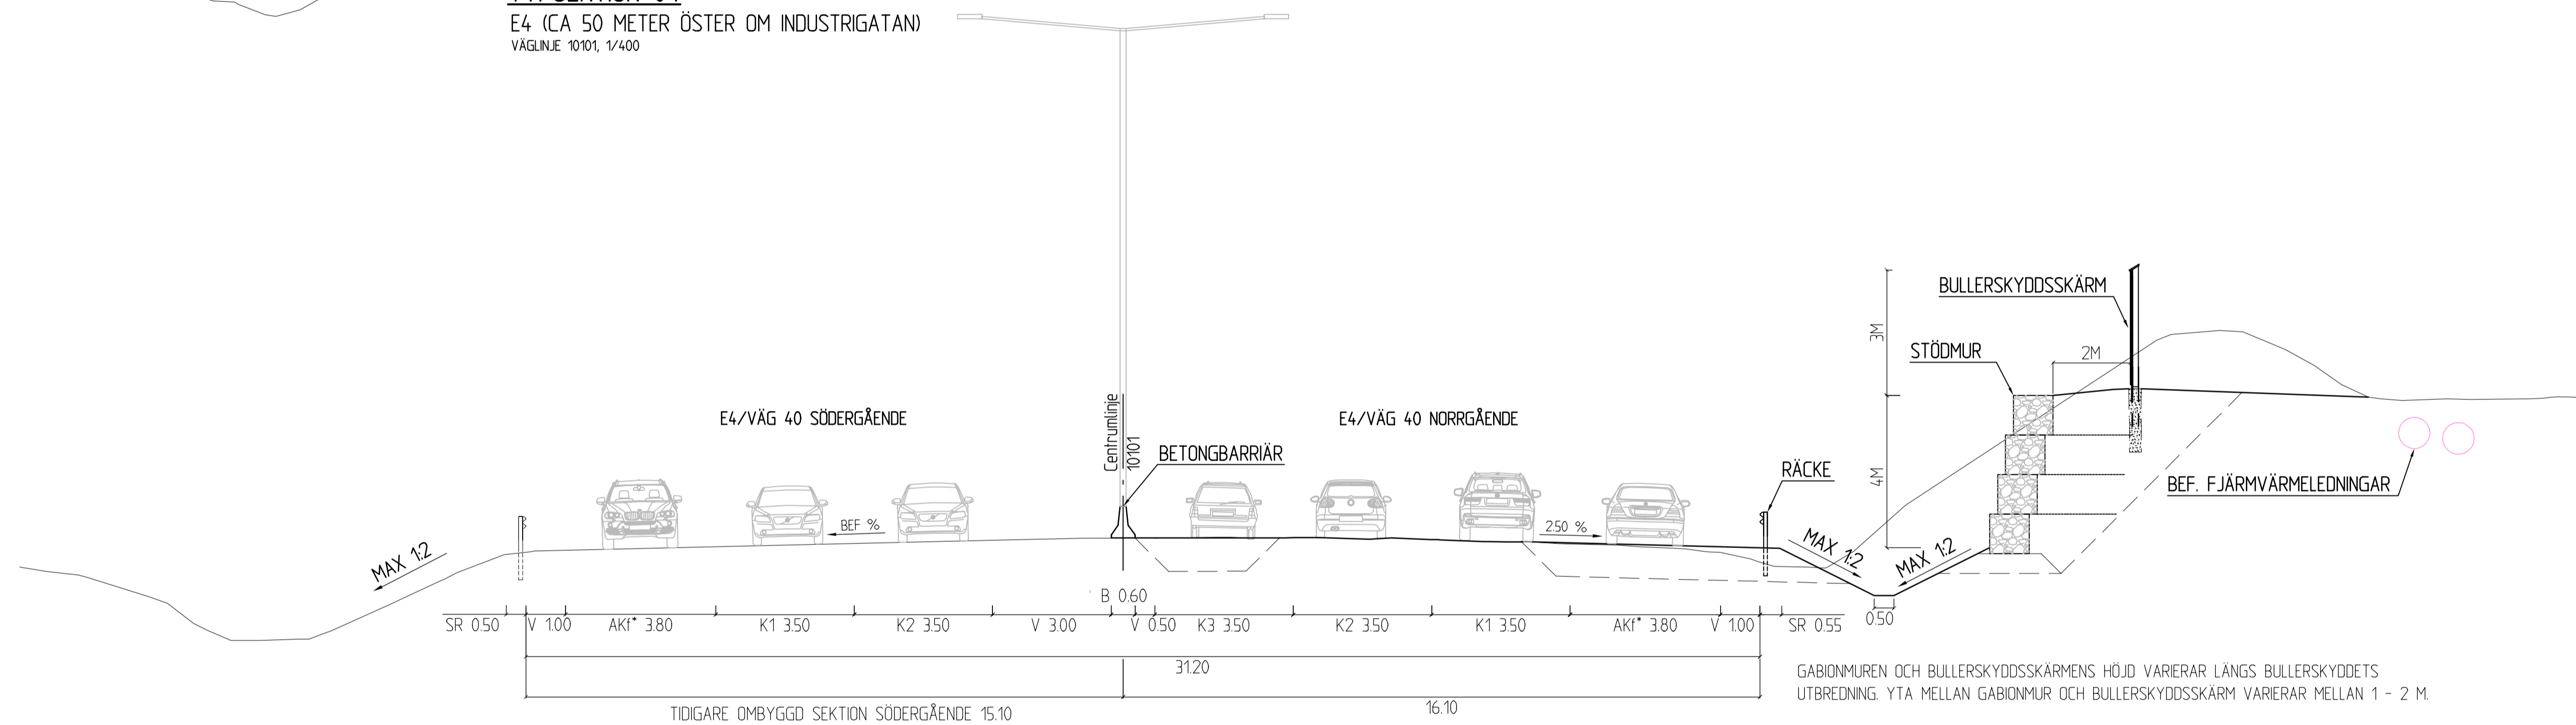 E4 (CA 50 METER ÖSTER OM INDUSTRIGATAN)
VÄGLINJE 10101, 1/400
BULLERSKYDDSSKÄRM
3M
STÖDMUR
2M
E4/VÄG 40 SÖDERGÅENDE
E4/VÄG 40 NORRGÅENDE
Centrumlinje
10101
BETONGBARRIÄR
RÄCKE
4M
BEF. FJÄRMVÄRMELEDNINGAR
BEF %
2.50 %
MAX 1:2
MAX 1:2
MAX 1:2
B 0.60
SR 0.50 V 1.00 AKf* 3.80 K1 3.50 K2 3.50 V 3.00 V 0.50 K3 3.50 K2 3.50 K1 3.50 AKf* 3.80 V 1.00 SR 0.55 0.50
31.20
GABIONMUREN OCH BULLERSKYDDSSKÄRMENS HÖJD VARIERAR LÄNGS BULLERSKYDDETS
UTBREDNING. YTA MELLAN GABIONMUR OCH BULLERSKYDDSSKÄRM VARIERAR MELLAN 1 - 2 M.
TIDIGARE OMBYGGD SEKTION SÖDERGÅENDE 15.10
16.10